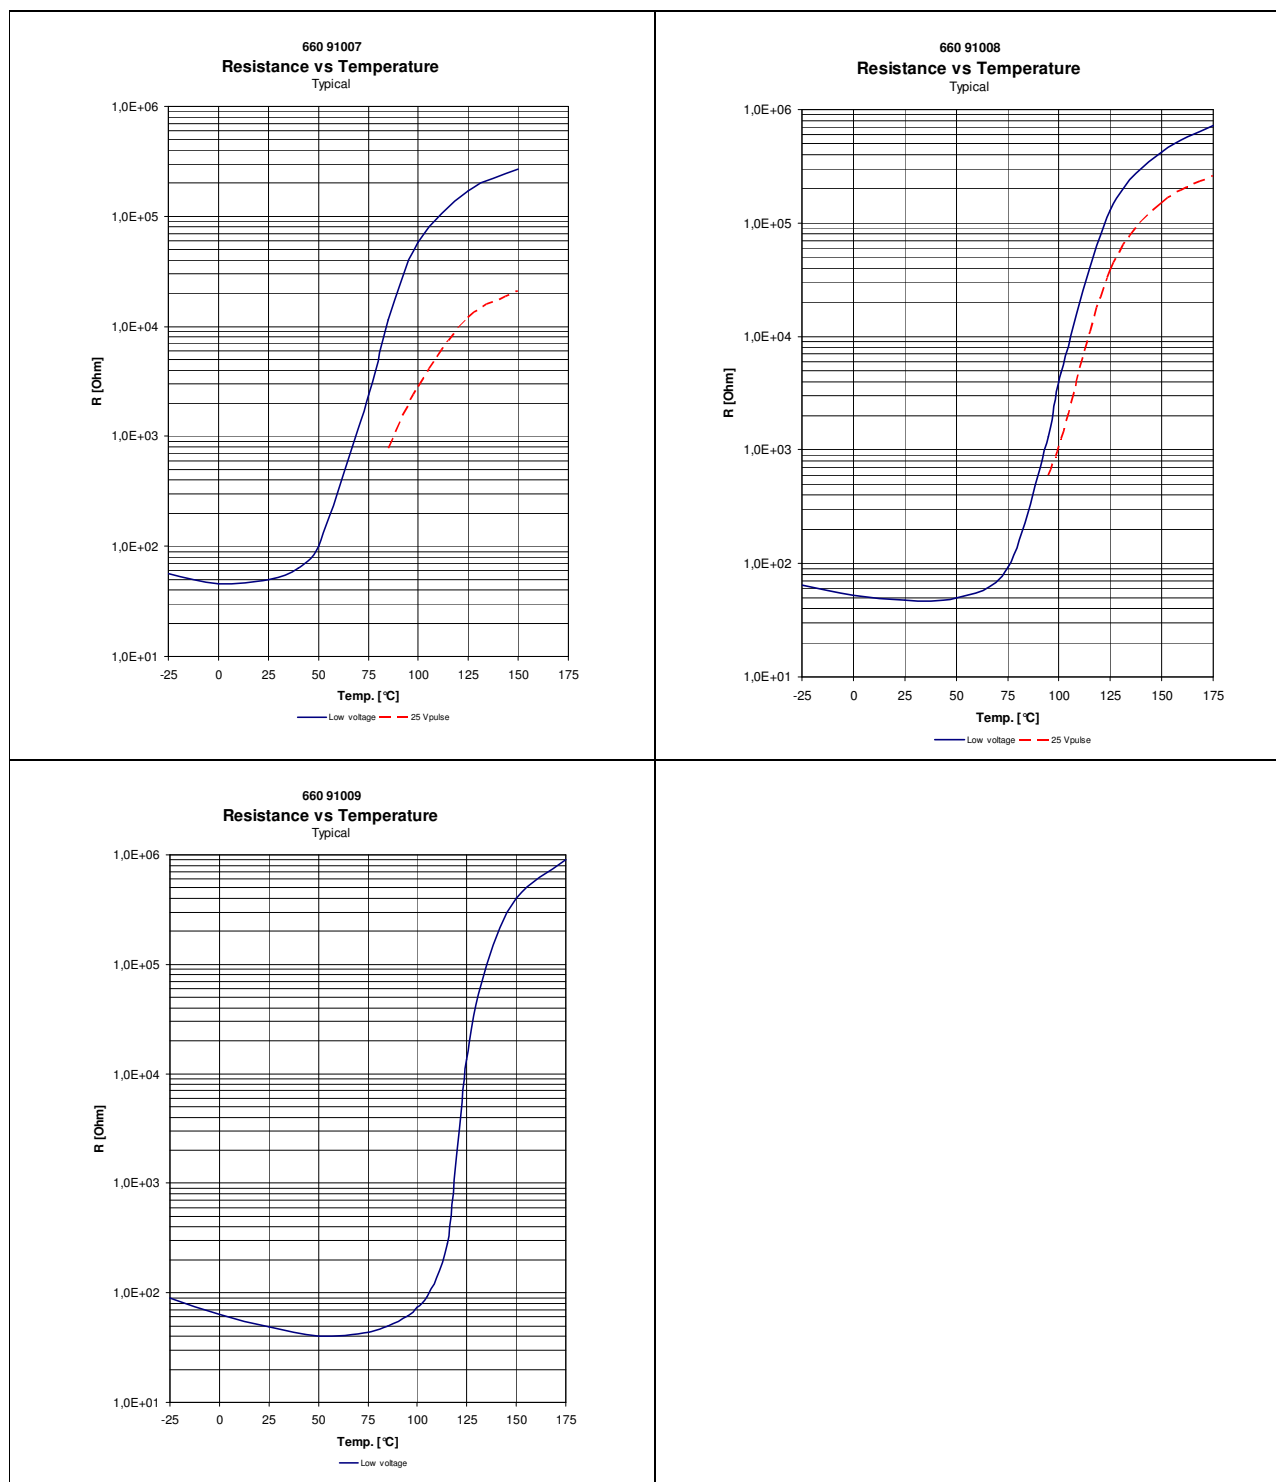 660 91007
Resistance vs Temperature
Typical
1,0E+06
1,0E+05
1,0E+04
1,0E+03
1,0E+02
1,0E+01
R [Ohm]
-25 0 25 50 75 100 125 150 175
Temp. [°C]
Low voltage 25 Vpulse
660 91008
Resistance vs Temperature
Typical
1,0E+06
1,0E+05
1,0E+04
1,0E+03
1,0E+02
1,0E+01
R [Ohm]
-25 0 25 50 75 100 125 150 175
Temp. [°C]
Low voltage 25 Vpulse
660 91009
Resistance vs Temperature
Typical
1,0E+06
1,0E+05
1,0E+04
1,0E+03
1,0E+02
1,0E+01
R [Ohm]
-25 0 25 50 75 100 125 150 175
Temp. [°C]
Low voltage